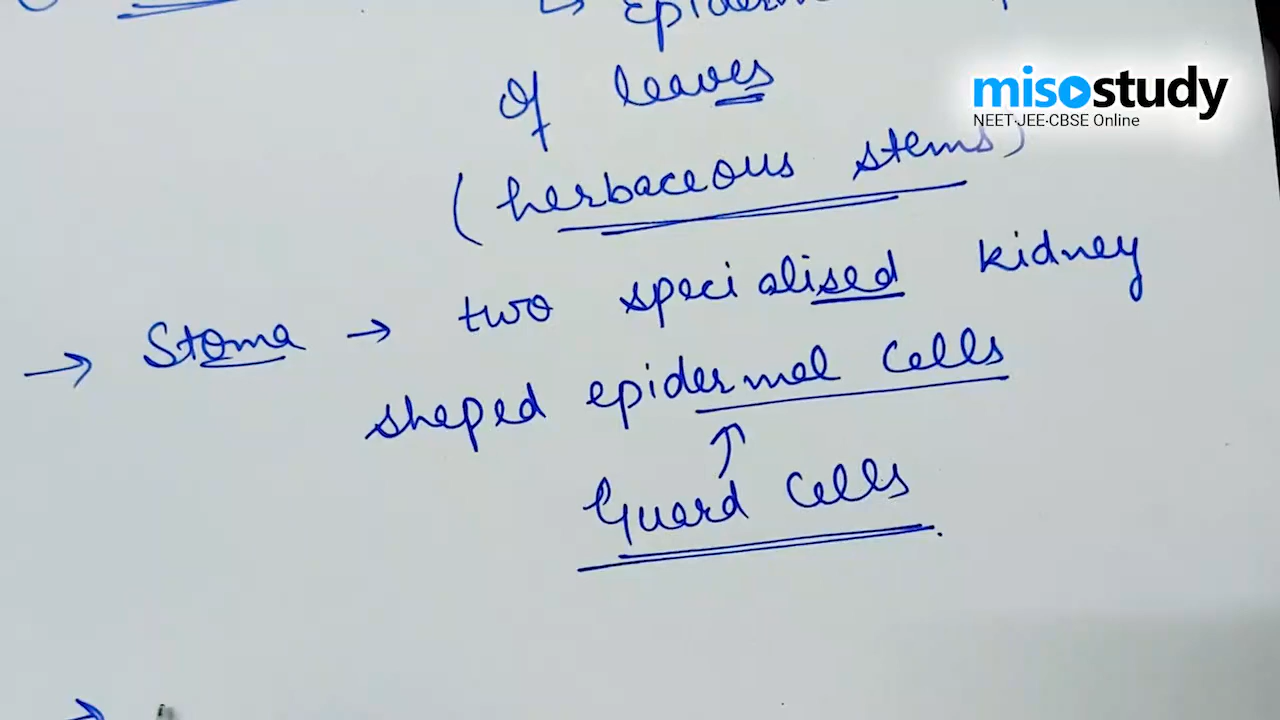 of leaves
(herbaceous stems)
→ Stoma → two specialised kidney
shaped epidermal cells
↑
Guard cells.
→
misostudy
NEET·JEE·CBSE Online